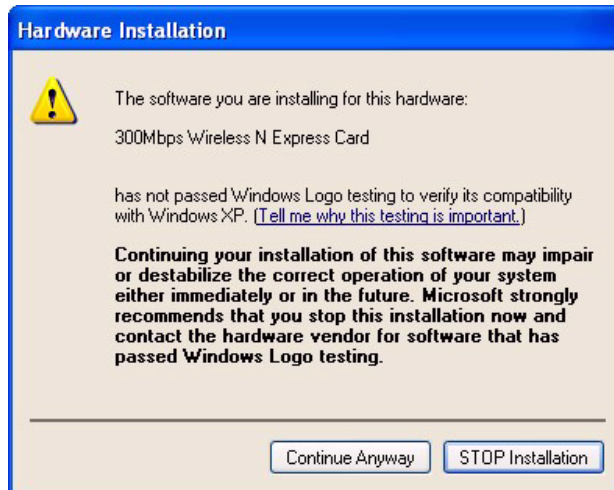 Hardware Installation
The software you are installing for this hardware:
300Mbps Wireless N Express Card
has not passed Windows Logo testing to verify its compatibility
with Windows XP. (Tell me why this testing is important.)
Continuing your installation of this software may impair
or destabilize the correct operation of your system
either immediately or in the future. Microsoft strongly
recommends that you stop this installation now and
contact the hardware vendor for software that has
passed Windows Logo testing.
Continue Anyway
STOP Installation